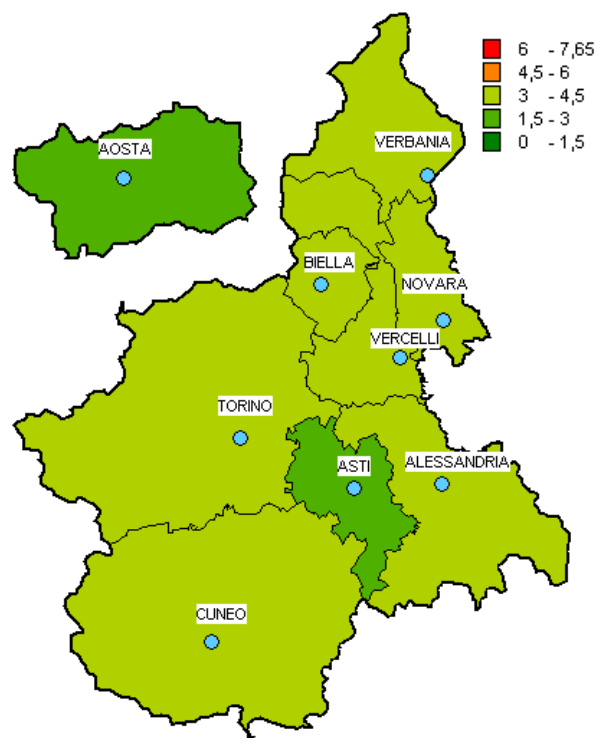 6 - 7,65
4,5 - 6
3 - 4,5
1,5 - 3
0 - 1,5
AOSTA
VERBANIA
BIELLA
NOVARA
VERCELLI
TORINO
ASTI
ALESSANDRIA
CUNEO